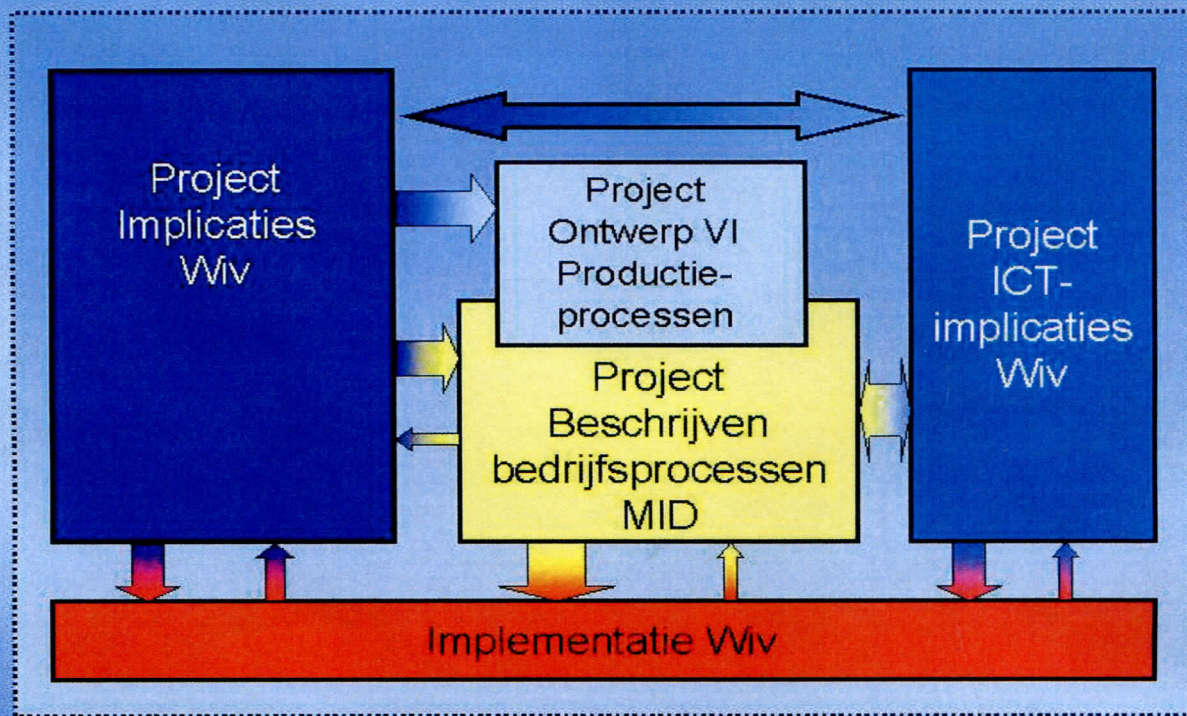 Project
Implicaties
Wiv
Project
Ontwerp VI
Productie-
processen
Project
Beschrijven
bedrijfsprocessen
MID
Project
ICT-
implicaties
Wiv
Implementatie Wiv